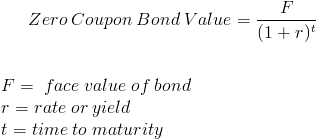 Zero Coupon Bond Value = F / (1 + r)^t
F = face value of bond
r = rate or yield
t = time to maturity